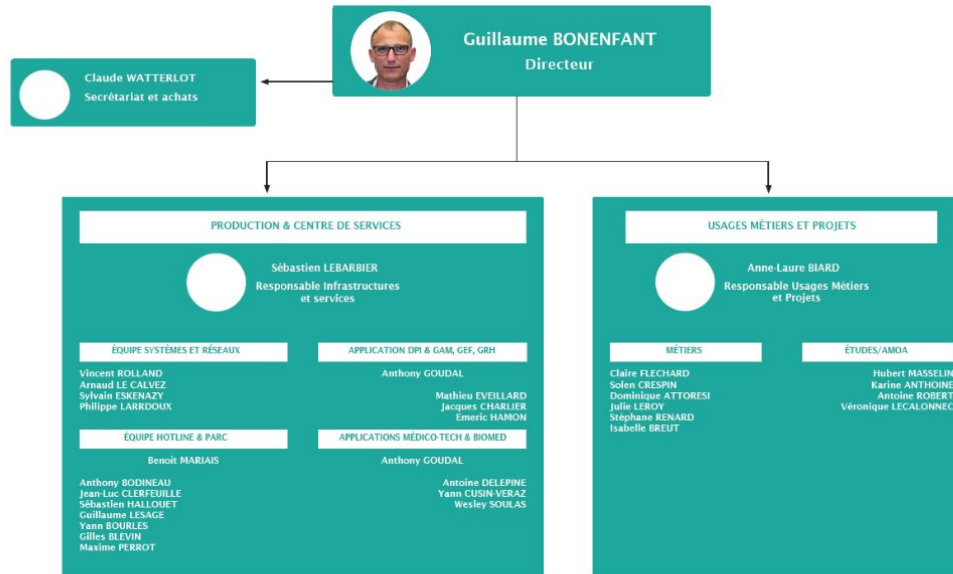 Guillaume BONENFANT
Directeur
Claude WATTERLOT
Secrétariat et achats
PRODUCTION & CENTRE DE SERVICES
Sébastien LEBARBIER
Responsable Infrastructures
et services
ÉQUIPE SYSTÈMES ET RÉSEAUX
Vincent ROLLAND
Arnaud LE CALVEZ
Sylvain ESKENAZY
Philippe LARRDOUX
APPLICATION DPI & GAM, GEF, GRH
Anthony GOUDAL
Mathieu EVEILLARD
Jacques CHARLIER
Emeric HAMON
ÉQUIPE HOTLINE & PARC
Benoit MARIAIS
Anthony BODINEAU
Jean-Luc CLERFEUILLE
Sébastien HALLOUET
Guillaume LESAGE
Yann BOURLES
Gilles BLEVIN
Maxime PERROT
APPLICATIONS MÉDICO-TECH & BIOMED
Anthony GOUDAL
Antoine DELEPINE
Yann CUSIN-VERAZ
Wesley SOULAS
USAGES MÉTIERS ET PROJETS
Anne-Laure BIARD
Responsable Usages Métiers
et Projets
MÉTIERS
Claire FLECHARD
Solen CRESPIN
Dominique ATTORESI
Julie LEROY
Stéphane RENARD
Isabelle BREUT
ÉTUDES/AMOA
Hubert MASSELIN
Karine ANTHOINE
Antoine ROBERT
Véronique LECALONNEC